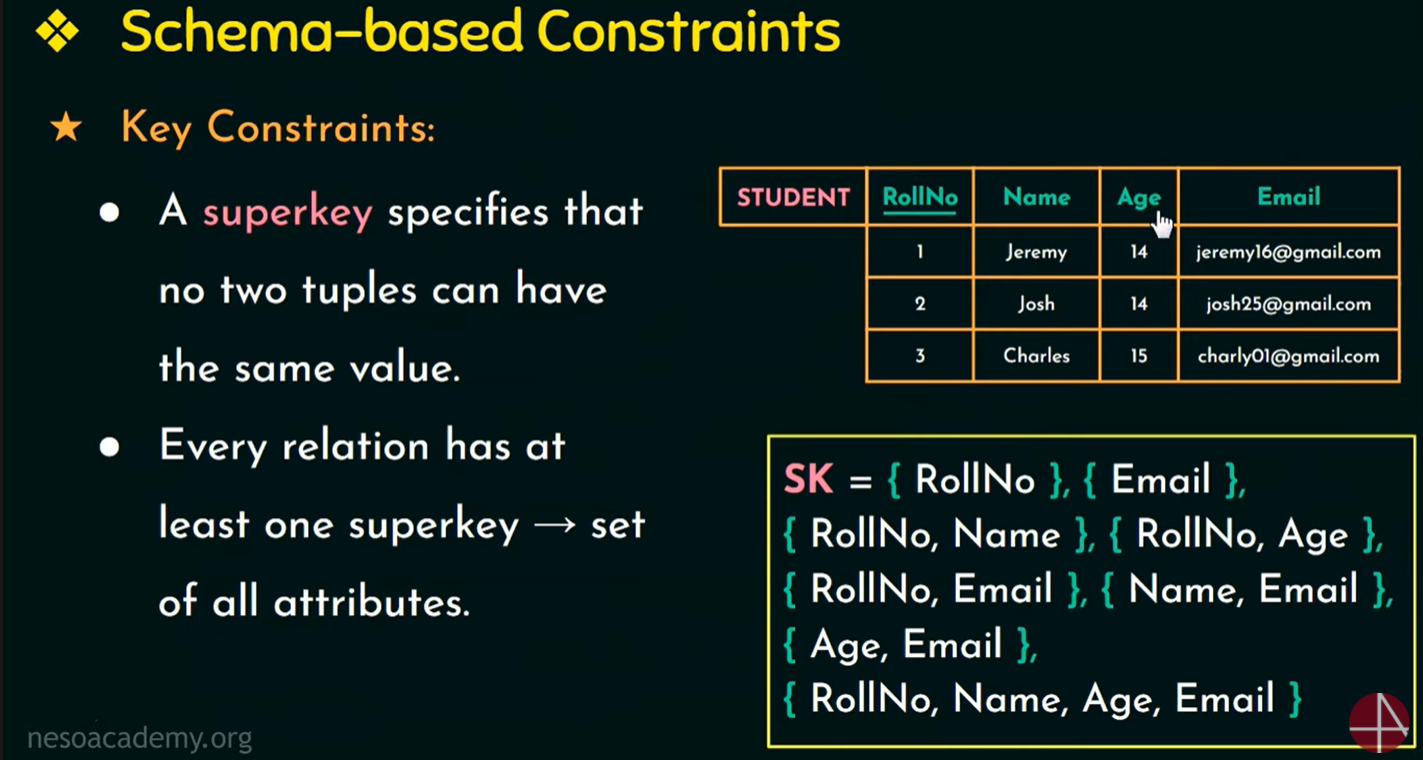 Schema-based Constraints
Key Constraints:
A superkey specifies that
no two tuples can have
the same value.
Every relation has at
least one superkey → set
of all attributes.
STUDENT RollNo Name Age Email
1 Jeremy 14 jeremy16@gmail.com
2 Josh 14 josh25@gmail.com
3 Charles 15 charly01@gmail.com
SK = { RollNo }, { Email },
{ RollNo, Name }, { RollNo, Age },
{ RollNo, Email }, { Name, Email },
{ Age, Email },
{ RollNo, Name, Age, Email }
nesoacademy.org